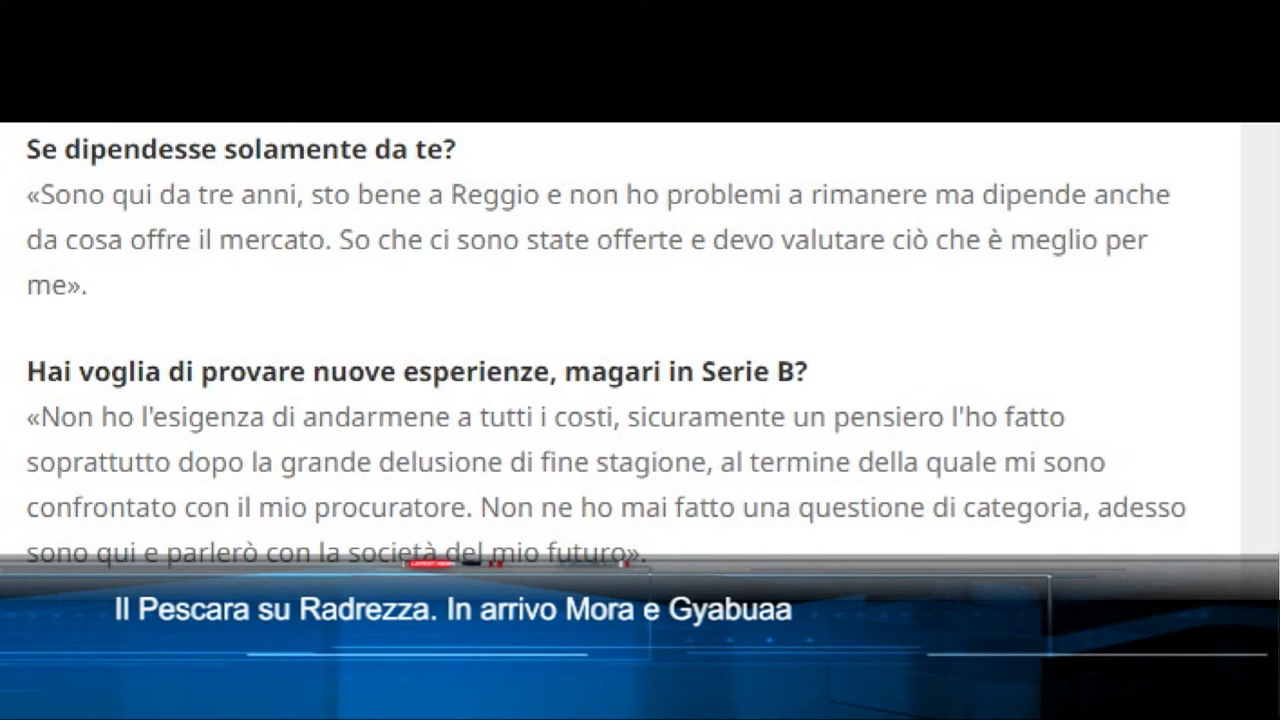 Se dipendesse solamente da te?
«Sono qui da tre anni, sto bene a Reggio e non ho problemi a rimanere ma dipende anche
da cosa offre il mercato. So che ci sono state offerte e devo valutare ciò che è meglio per
me».
Hai voglia di provare nuove esperienze, magari in Serie B?
«Non ho l'esigenza di andarmene a tutti i costi, sicuramente un pensiero l'ho fatto
soprattutto dopo la grande delusione di fine stagione, al termine della quale mi sono
confrontato con il mio procuratore. Non ne ho mai fatto una questione di categoria, adesso
sono qui e parlerò con la società del mio futuro».
LATEST NEWS
Il Pescara su Radrezza. In arrivo Mora e Gyabuaa